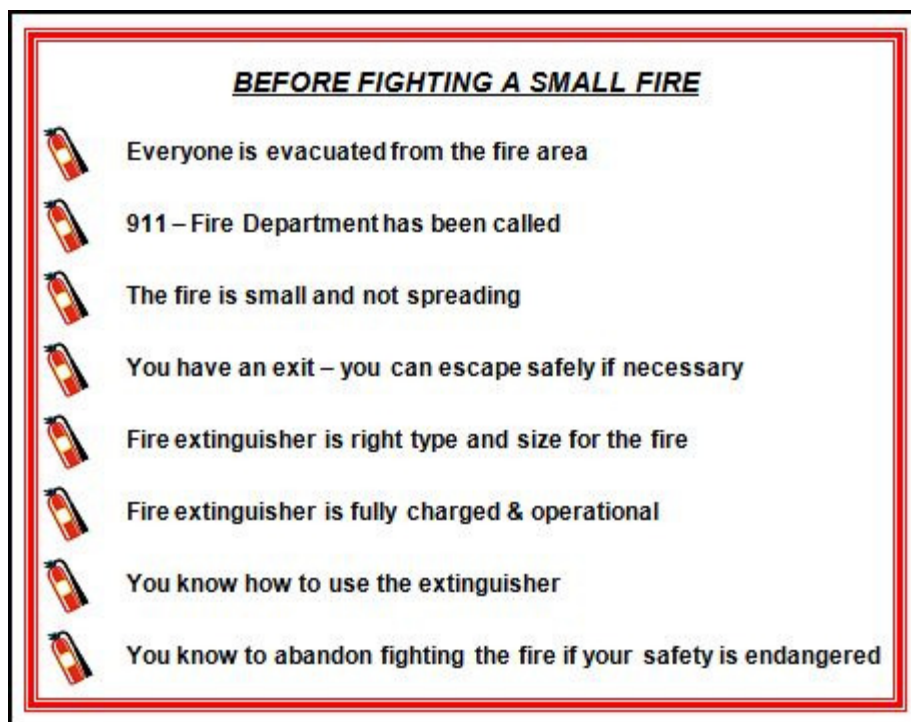 BEFORE FIGHTING A SMALL FIRE
Everyone is evacuated from the fire area
911 – Fire Department has been called
The fire is small and not spreading
You have an exit – you can escape safely if necessary
Fire extinguisher is right type and size for the fire
Fire extinguisher is fully charged & operational
You know how to use the extinguisher
You know to abandon fighting the fire if your safety is endangered